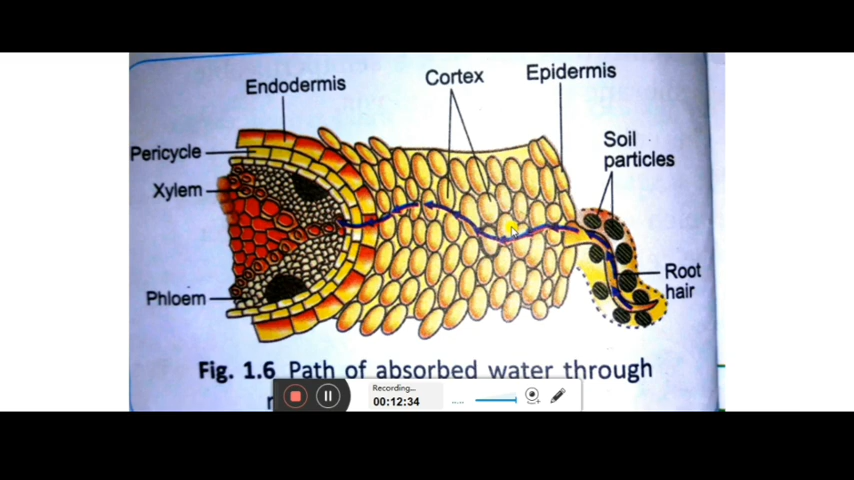 Endodermis
Cortex
Epidermis
Pericycle
Xylem
Soil
particles
Phloem
Root
hair
Fig. 1.6 Path of absorbed water through
Recording...
00:12:34